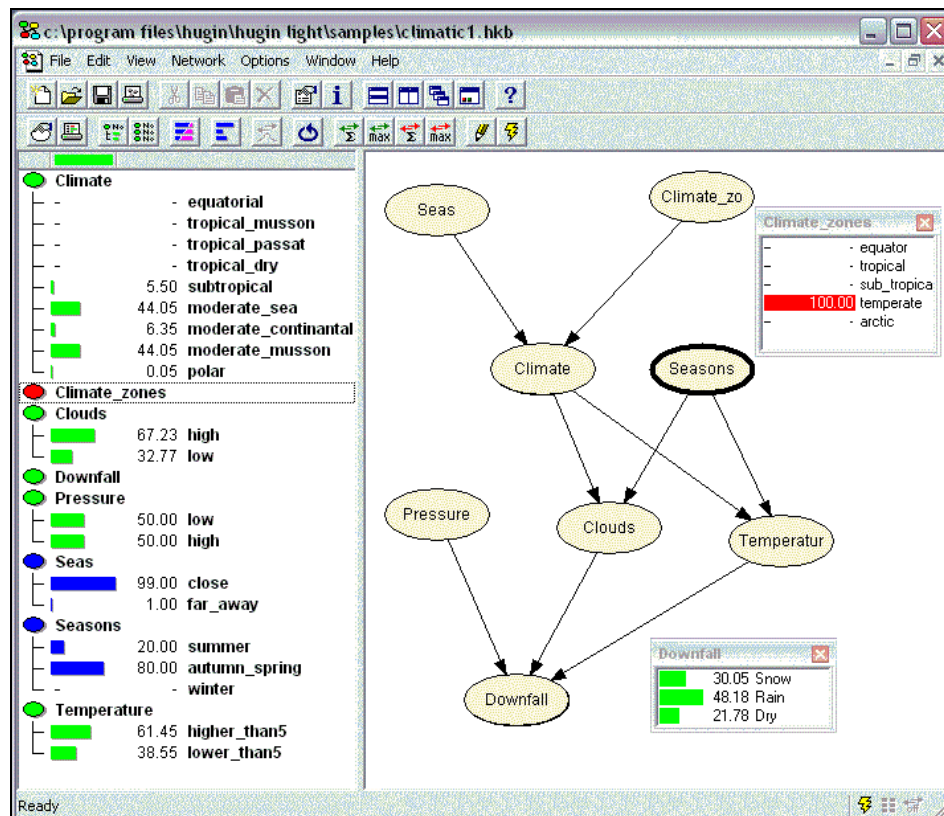 c:\program files\hugin\hugin light\samples\climatic1.hkb
File Edit View Network Options Window Help
Climate
- - equatorial
- - tropical_musson
- - tropical_passat
- - tropical_dry
5.50 subtropical
44.05 moderate_sea
6.35 moderate_continantal
44.05 moderate_musson
0.05 polar
Climate_zones
Clouds
67.23 high
32.77 low
Downfall
Pressure
50.00 low
50.00 high
Seas
99.00 close
1.00 far_away
Seasons
20.00 summer
80.00 autumn_spring
- - winter
Temperature
61.45 higher_than5
38.55 lower_than5
Seas
Climate_zo
Climate
Seasons
Pressure
Clouds
Temperatur
Downfall
Climate_zones
- - equator
- - tropical
- - sub_tropica
100.00 temperate
- - arctic
Downfall
30.05 Snow
48.18 Rain
21.78 Dry
Ready